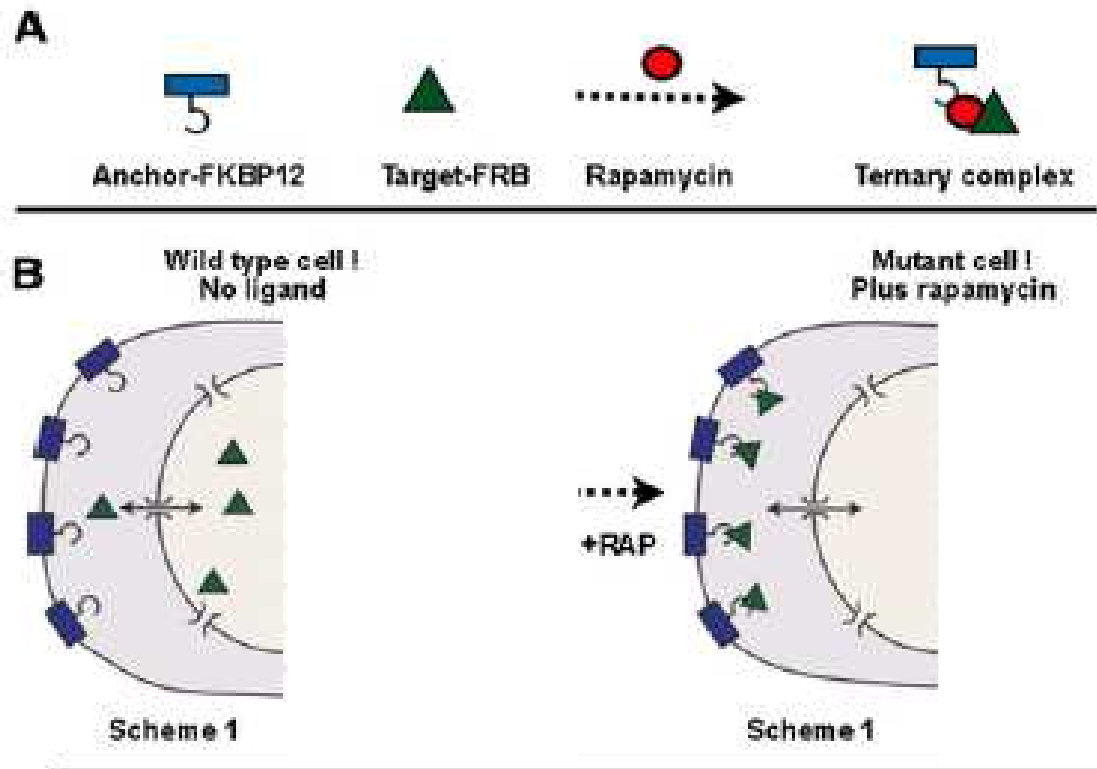 A
Anchor-FKBP12
Target-FRB
Rapamycin
Ternary complex
B
Wild type cell !
No ligand
Mutant cell !
Plus rapamycin
+RAP
Scheme 1
Scheme 1